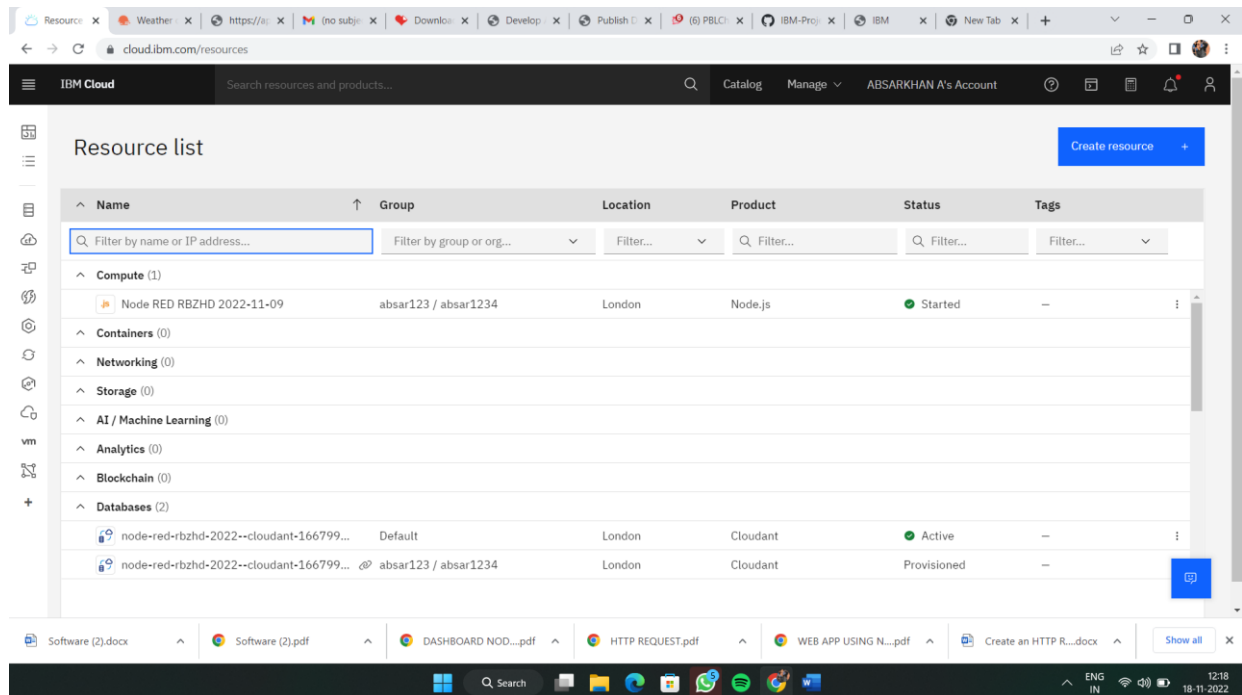 Resource × Weather × https://ap × (no subje × Downloa × Develop × Publish D × (6) PBLCh × IBM-Proj × IBM × New Tab × +
cloud.ibm.com/resources
IBM Cloud Search resources and products... Catalog Manage ABSARKHAN A's Account
Resource list
Create resource +
Name ↑ Group Location Product Status Tags
Filter by name or IP address... Filter by group or org... Filter... Filter... Filter... Filter...
Compute (1)
Node RED RBZHD 2022-11-09 absar123 / absar1234 London Node.js Started –
Containers (0)
Networking (0)
Storage (0)
AI / Machine Learning (0)
vm
Analytics (0)
Blockchain (0)
Databases (2)
node-red-rbzhd-2022--cloudant-166799... Default London Cloudant Active –
node-red-rbzhd-2022--cloudant-166799... absar123 / absar1234 London Cloudant Provisioned –
Software (2).docx Software (2).pdf DASHBOARD NOD....pdf HTTP REQUEST.pdf WEB APP USING N....pdf Create an HTTP R....docx Show all ×
Search 5 ENG 12:18
IN 18-11-2022